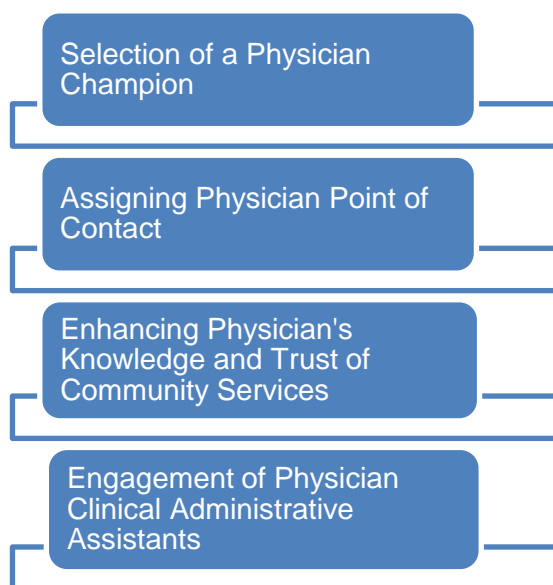 Selection of a Physician
Champion
Assigning Physician Point of
Contact
Enhancing Physician's
Knowledge and Trust of
Community Services
Engagement of Physician
Clinical Administrative
Assistants